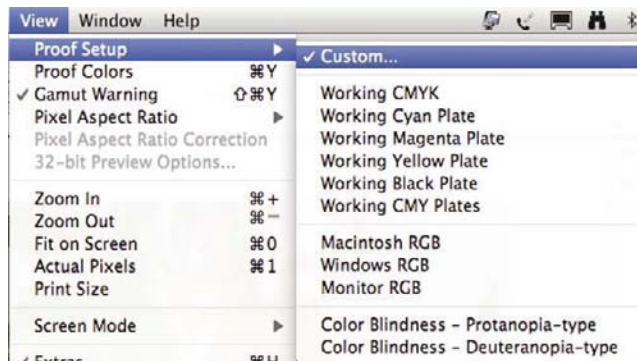 View Window Help
Proof Setup
Proof Colors ⌘Y
✓ Gamut Warning ⇧⌘Y
Pixel Aspect Ratio
Pixel Aspect Ratio Correction
32-bit Preview Options...
Zoom In ⌘+
Zoom Out ⌘−
Fit on Screen ⌘0
Actual Pixels ⌘1
Print Size
Screen Mode
✓ Extras ⌘H
✓ Custom...
Working CMYK
Working Cyan Plate
Working Magenta Plate
Working Yellow Plate
Working Black Plate
Working CMY Plates
Macintosh RGB
Windows RGB
Monitor RGB
Color Blindness – Protanopia-type
Color Blindness – Deuteranopia-type